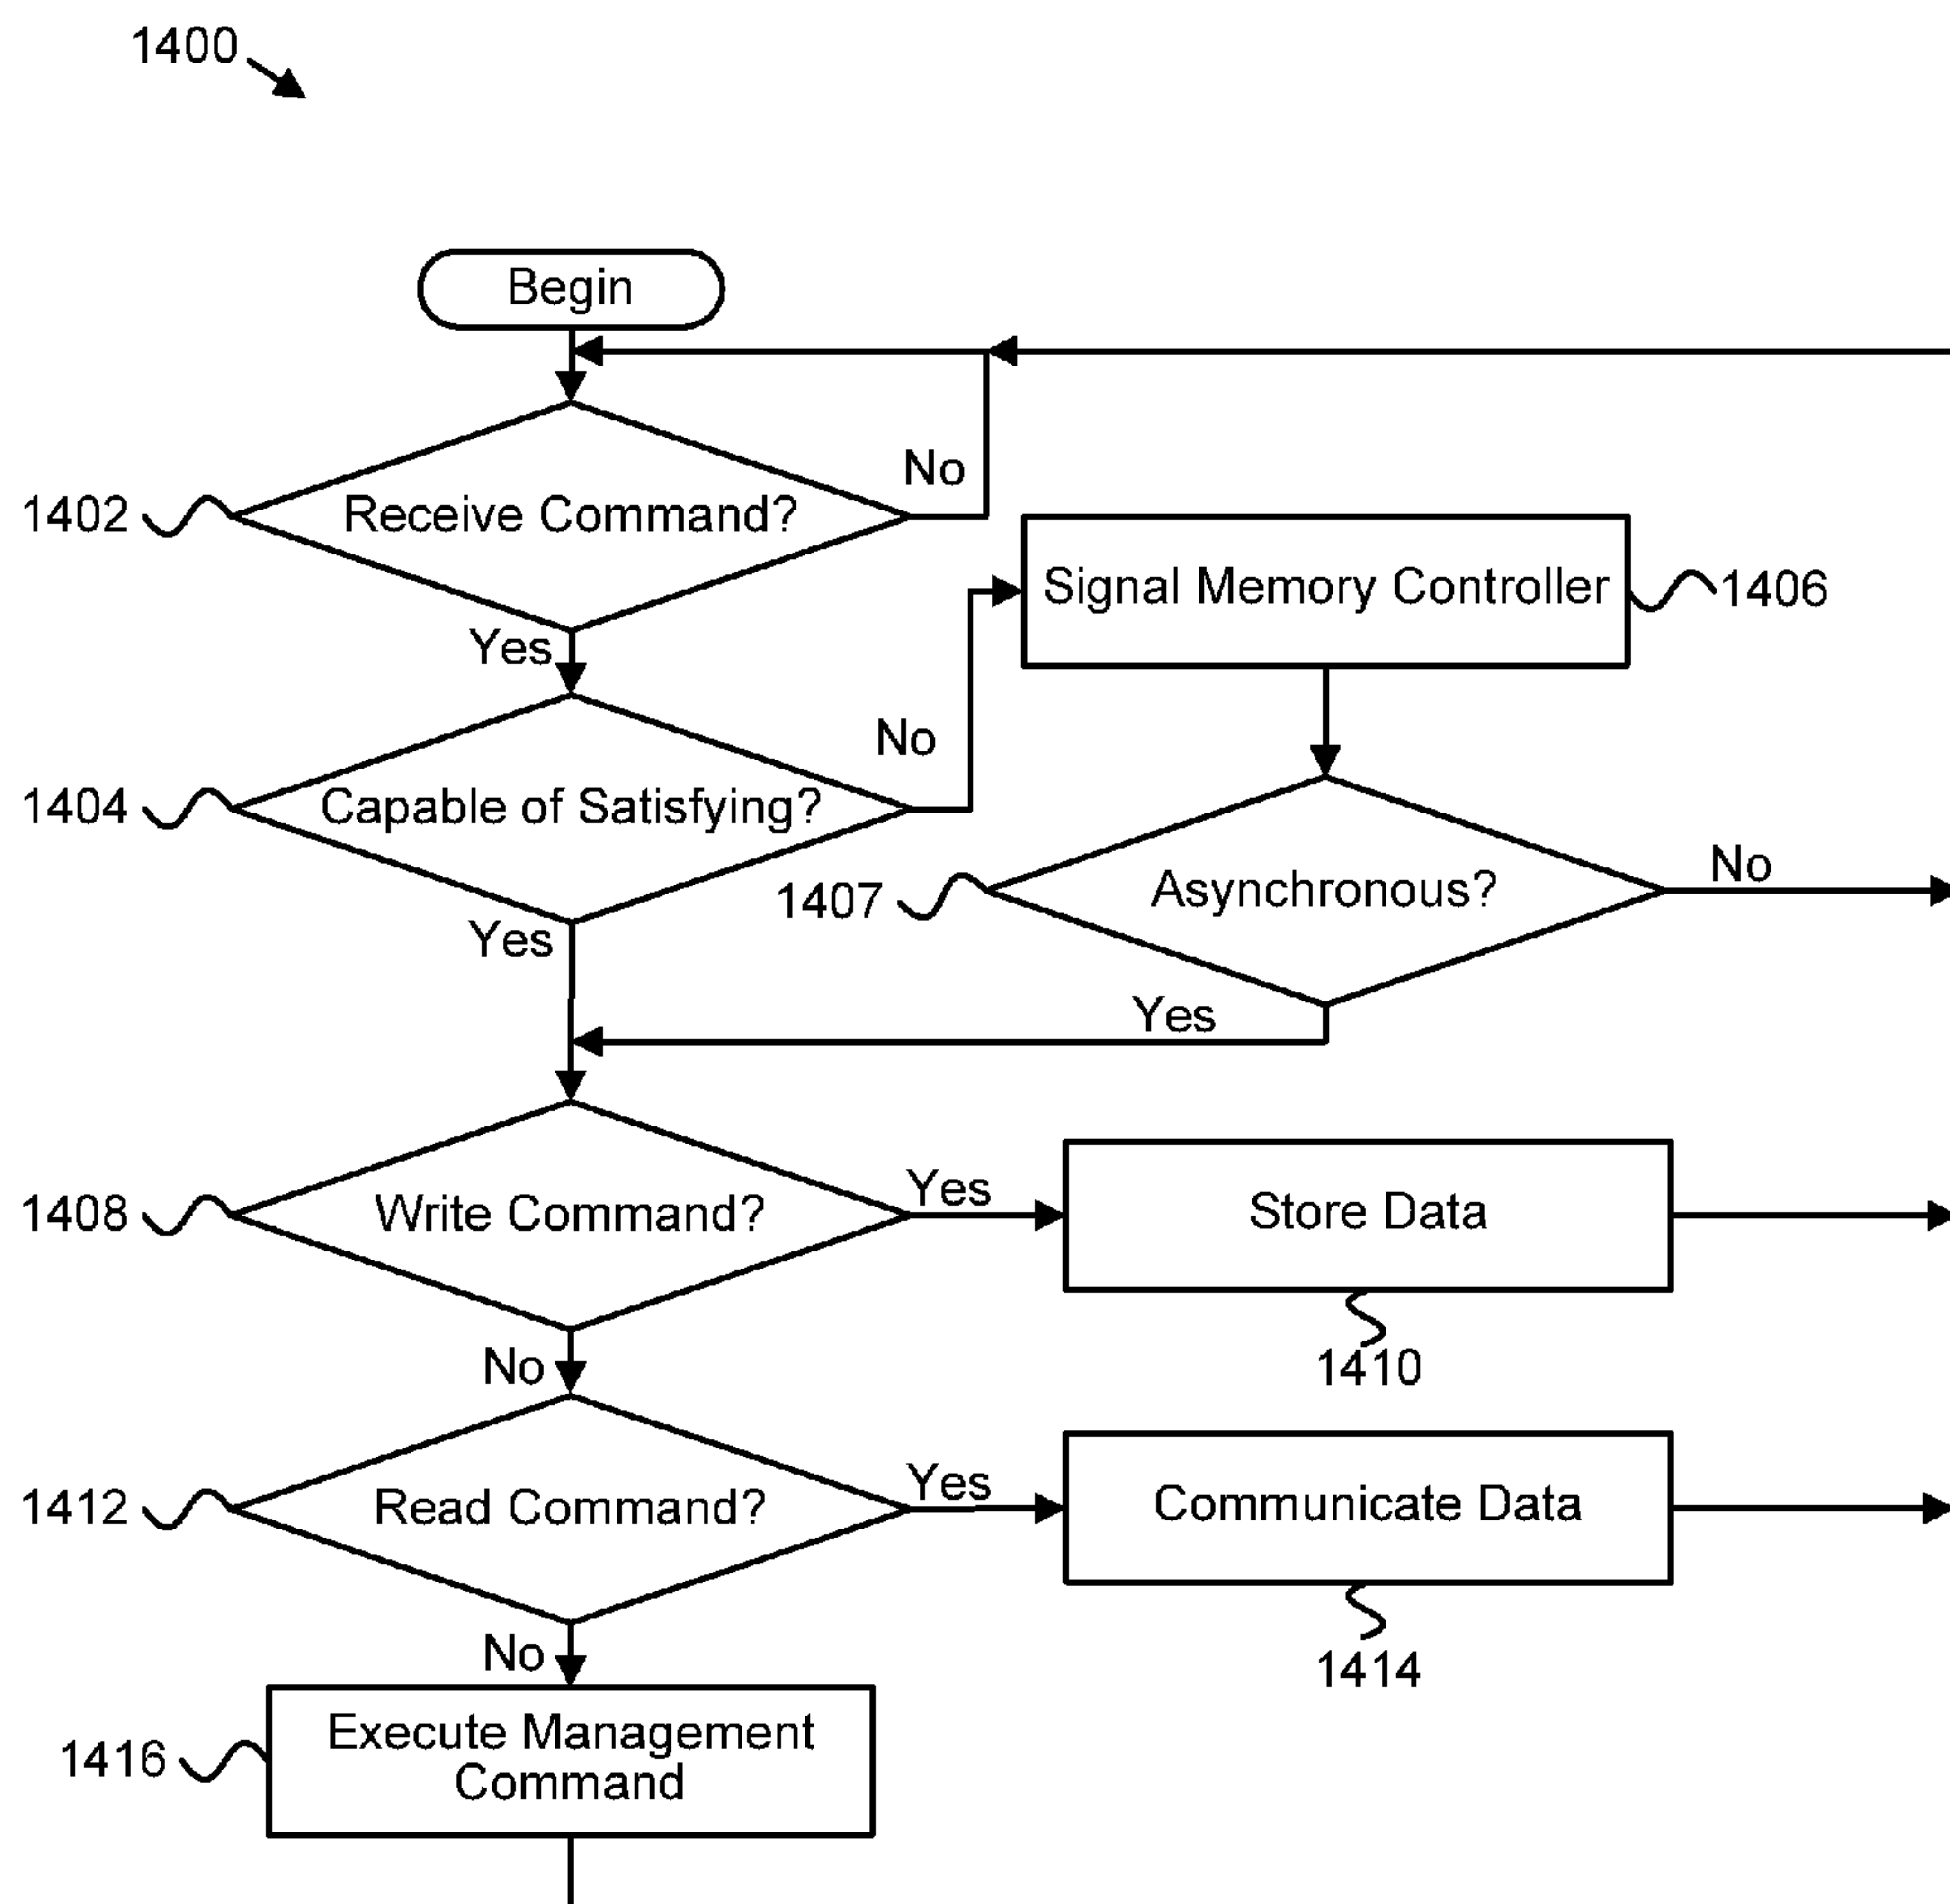 1400
Begin
No
1402
Receive Command?
Signal Memory Controller
1406
Yes
No
1404
Capable of Satisfying?
No
1407
Asynchronous?
Yes
Yes
1408
Write Command?
Yes
Store Data
1410
No
1412
Read Command?
Yes
Communicate Data
No
1414
1416
Execute Management
Command